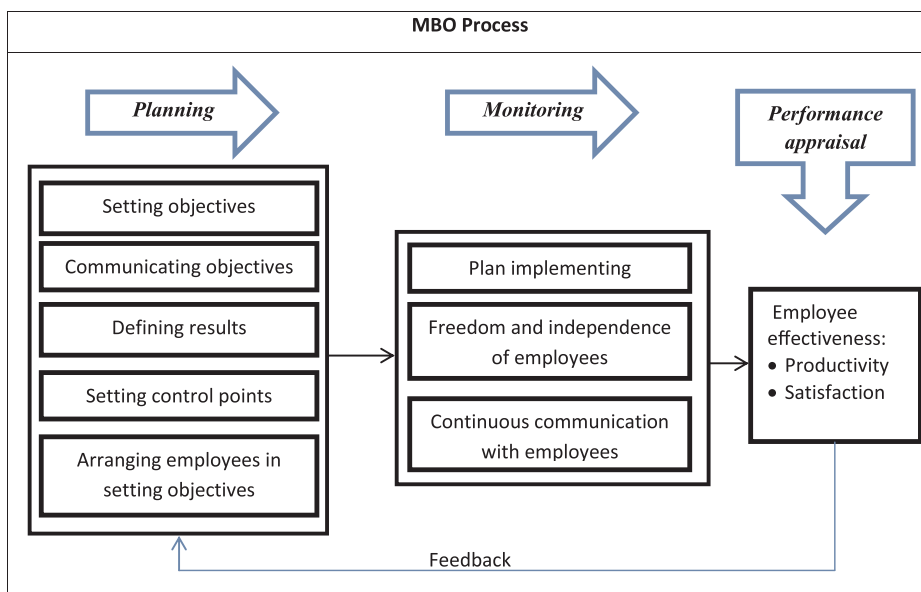 MBO Process
Planning
Monitoring
Performance
appraisal
Setting objectives
Communicating objectives
Defining results
Setting control points
Arranging employees in
setting objectives
Plan implementing
Freedom and independence
of employees
Continuous communication
with employees
Employee
effectiveness:
• Productivity
• Satisfaction
Feedback